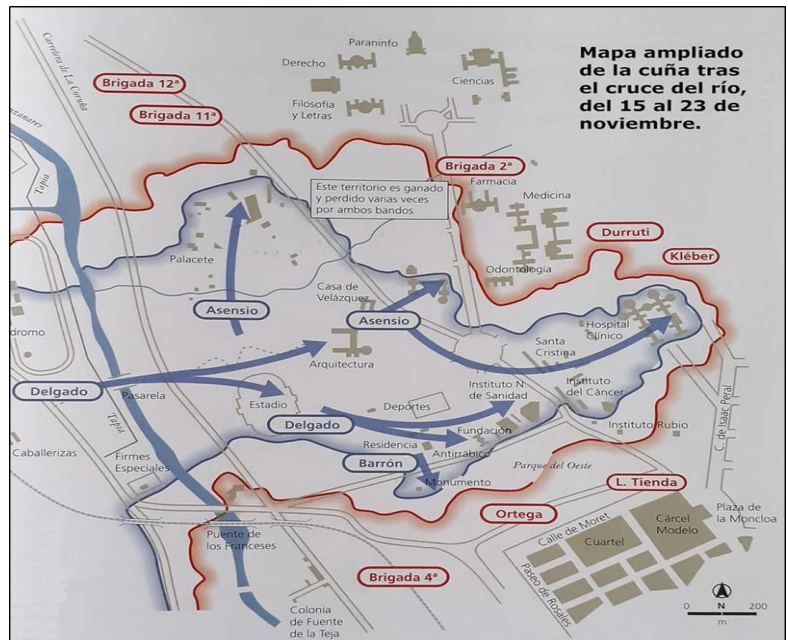 Mapa ampliado
de la cuña tras
el cruce del río,
del 15 al 23 de
noviembre.
Paraninfo
Derecho
Ciencias
Filosofía
y Letras
Carretera de La Coruña
Brigada 12ª
Brigada 11ª
Brigada 2ª
Este territorio es ganado
y perdido varias veces
por ambos bandos
Farmacia
Medicina
Tapia
Durruti
Kléber
Palacete
Odontología
Casa de
Velázquez
Asensio
Asensio
Hospital
Clínico
Santa
Cristina
Arquitectura
Delgado
Pasarela
Instituto N.
de Sanidad
Instituto
del Cáncer
C. de Isaac Peral
Estadio
Deportes
Delgado
Tapia
Fundación
Instituto Rubio
Residencia
Antirrábico
Caballerizas
Firmes
Especiales
Barrón
Parque del Oeste
Monumento
L. Tienda
Ortega
Plaza de
la Moncloa
Calle de Moret
Cárcel
Modelo
Cuartel
Puente de
los Franceses
Paseo de Rosales
Brigada 4ª
Colonia
de Fuente
de la Teja
N
0 200
m